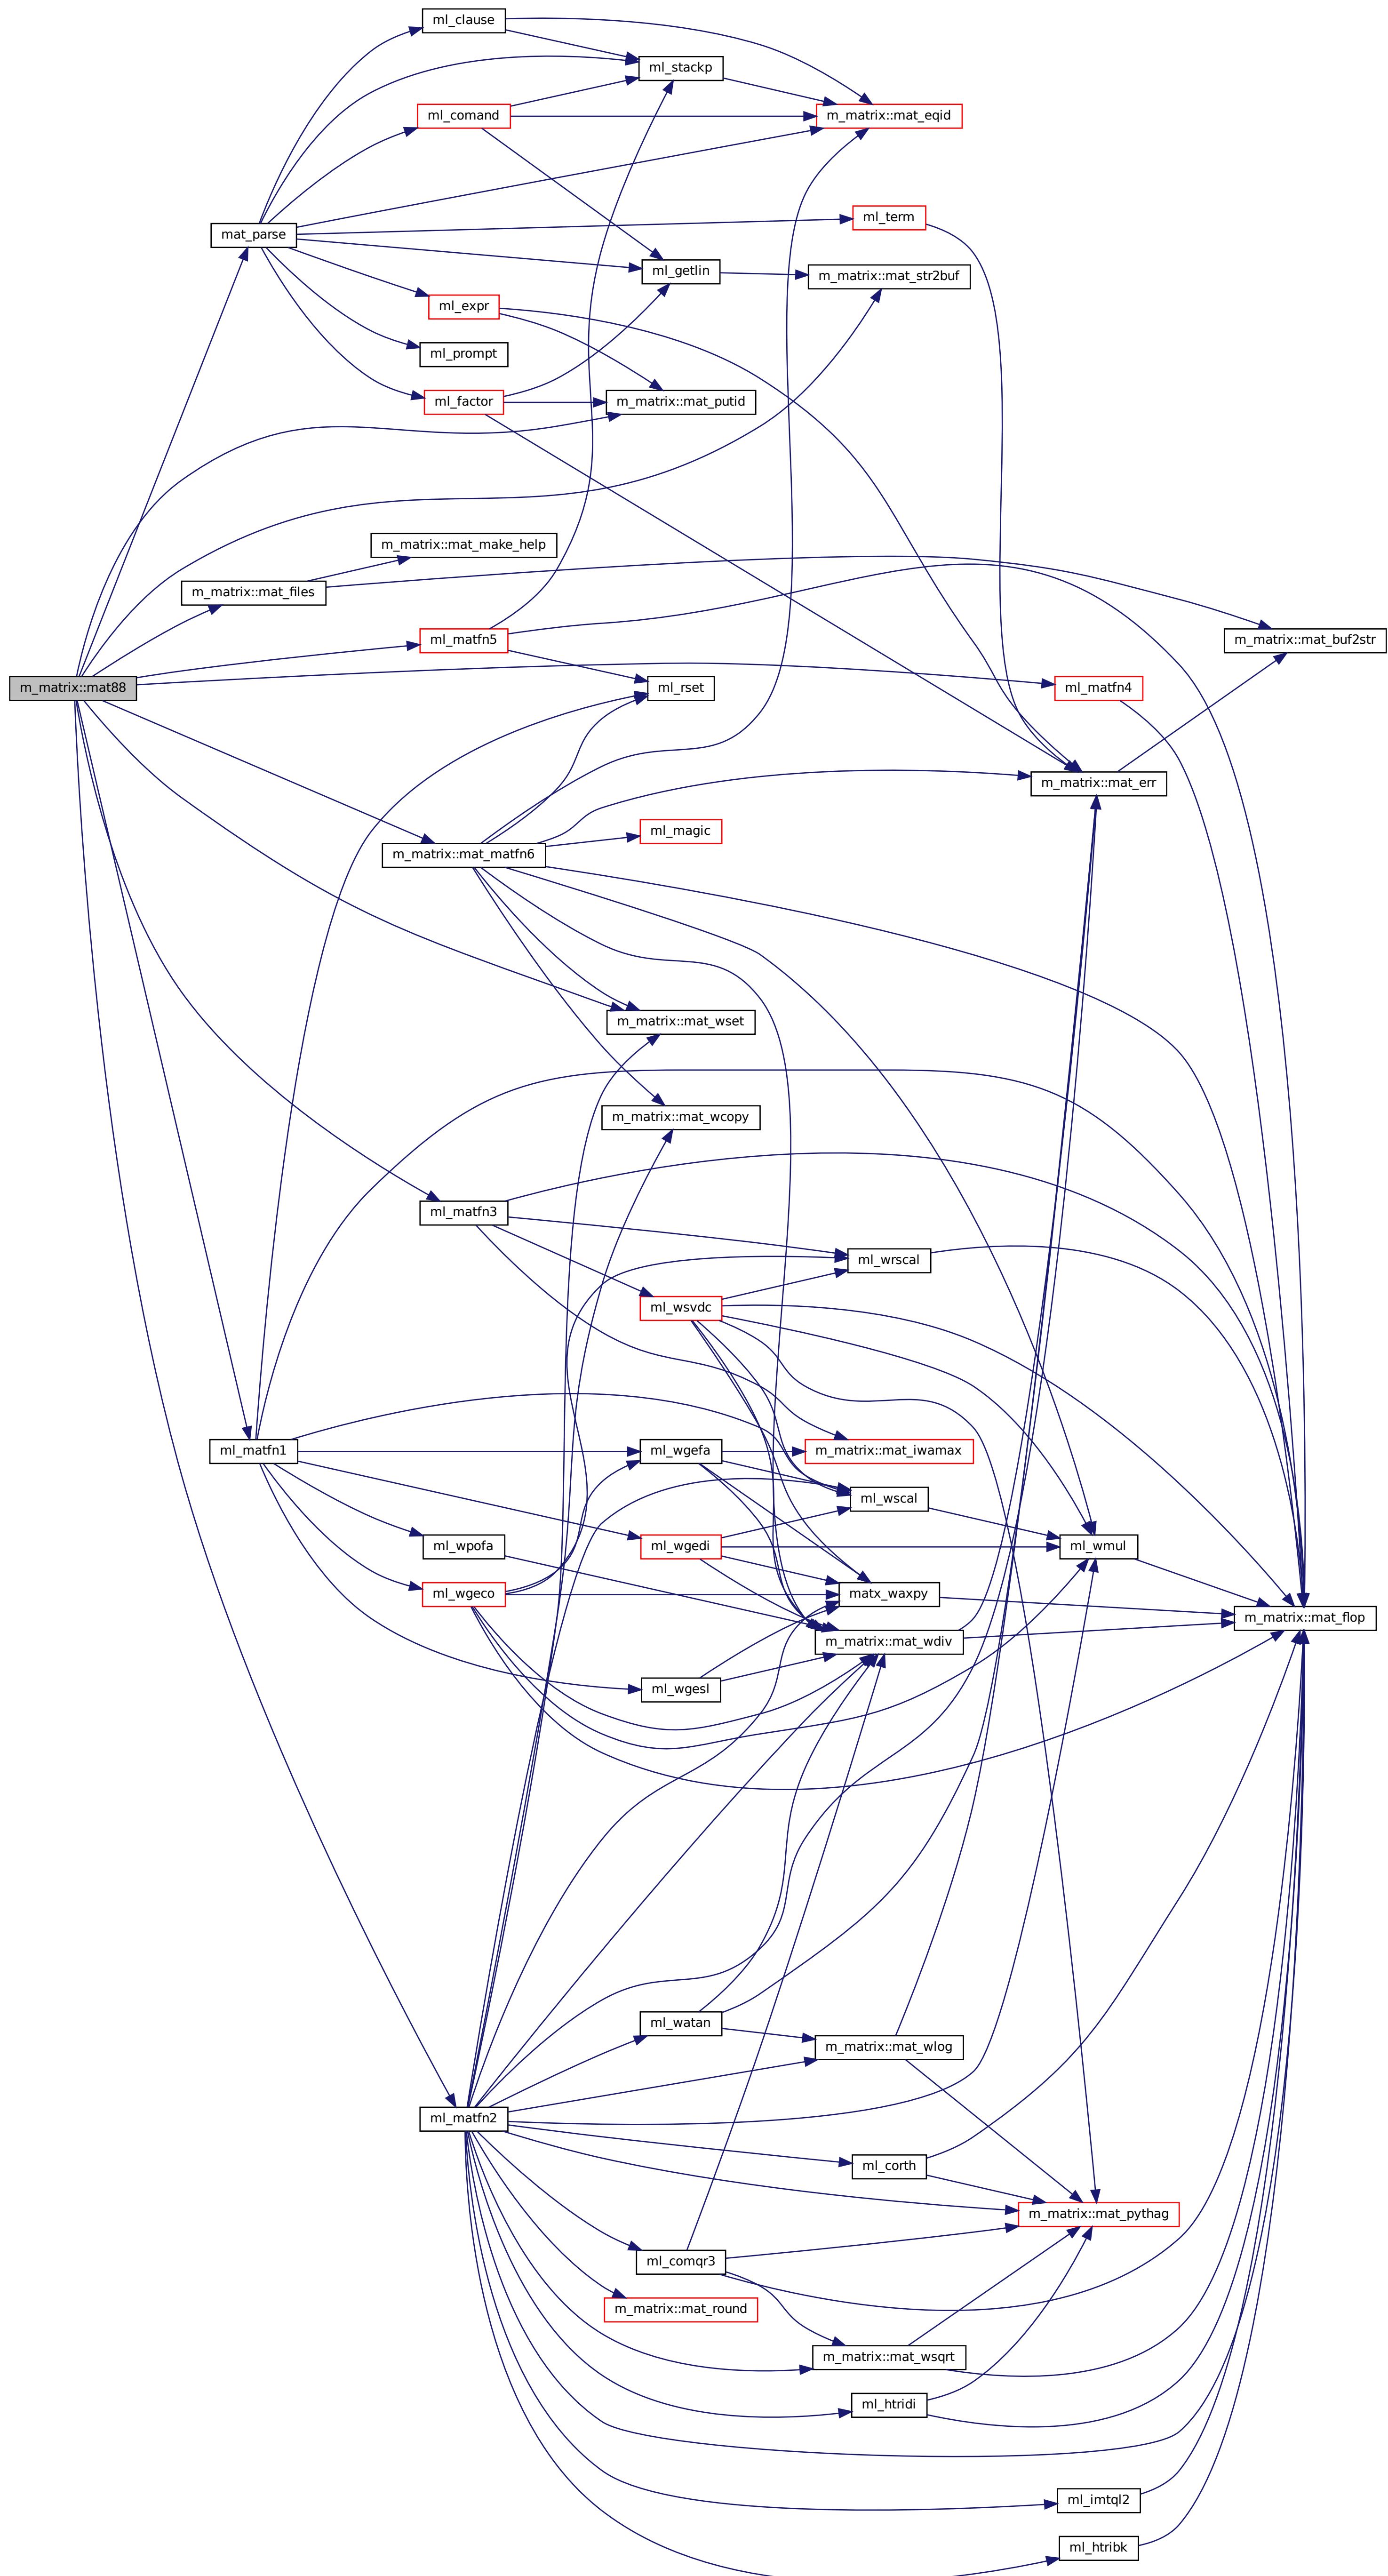 ml_clause
ml_stackp
ml_comand
m_matrix::mat_eqid
ml_term
mat_parse
ml_getlin
m_matrix::mat_str2buf
ml_expr
ml_prompt
ml_factor
m_matrix::mat_putid
m_matrix::mat_make_help
m_matrix::mat_files
ml_matfn5
m_matrix::mat_buf2str
m_matrix::mat88
ml_rset
ml_matfn4
m_matrix::mat_err
ml_magic
m_matrix::mat_matfn6
m_matrix::mat_wset
m_matrix::mat_wcopy
ml_matfn3
ml_wrscal
ml_wsvdc
ml_matfn1
ml_wgefa
m_matrix::mat_iwamax
ml_wscal
ml_wpofa
ml_wgedi
ml_wmul
ml_wgeco
matx_waxpy
m_matrix::mat_flop
m_matrix::mat_wdiv
ml_wgesl
ml_watan
m_matrix::mat_wlog
ml_matfn2
ml_corth
m_matrix::mat_pythag
ml_comqr3
m_matrix::mat_round
m_matrix::mat_wsqrt
ml_htridi
ml_imtql2
ml_htribk